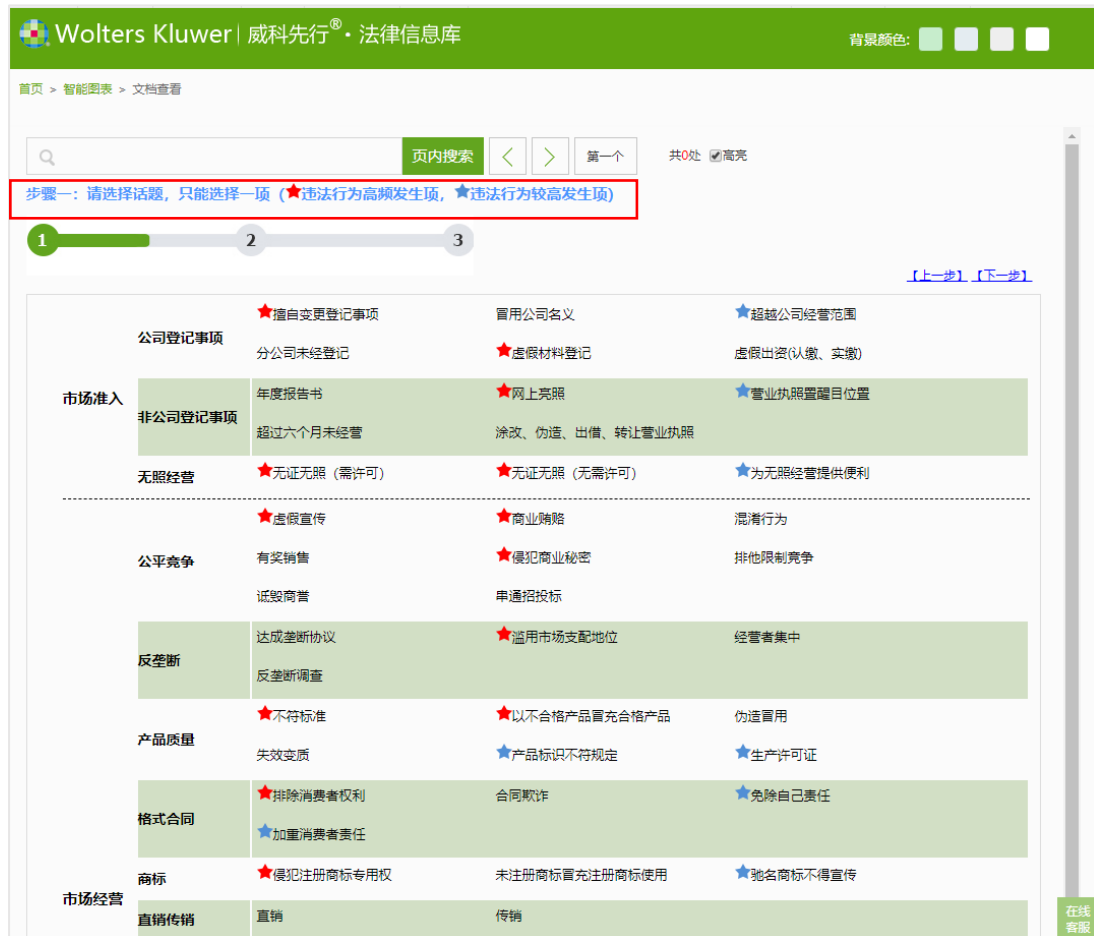 Wolters Kluwer | 威科先行®· 法律信息库
背景颜色:
首页 > 智能图表 > 文档查看
页内搜索
<
>
第一个
共0处
高亮
步骤一：请选择话题，只能选择一项（★违法行为高频发生项，★违法行为较高发生项)
1
2
3
【上一步】 【下一步】
市场准入
公司登记事项
★擅自变更登记事项 冒用公司名义 ★超越公司经营范围
分公司未经登记 ★虚假材料登记 虚假出资(认缴、实缴)
非公司登记事项
年度报告书 ★网上亮照 ★营业执照置醒目位置
超过六个月未经营 涂改、伪造、出借、转让营业执照
无照经营
★无证无照（需许可） ★无证无照（无需许可） ★为无照经营提供便利
市场经营
公平竞争
★虚假宣传 ★商业贿赂 混淆行为
有奖销售 ★侵犯商业秘密 排他限制竞争
诋毁商誉 串通招投标
反垄断
达成垄断协议 ★滥用市场支配地位 经营者集中
反垄断调查
产品质量
★不符标准 ★以不合格产品冒充合格产品 伪造冒用
失效变质 ★产品标识不符规定 ★生产许可证
格式合同
★排除消费者权利 合同欺诈 ★免除自己责任
★加重消费者责任
商标
★侵犯注册商标专用权 未注册商标冒充注册商标使用 ★驰名商标不得宣传
直销传销
直销 传销
在线
客服